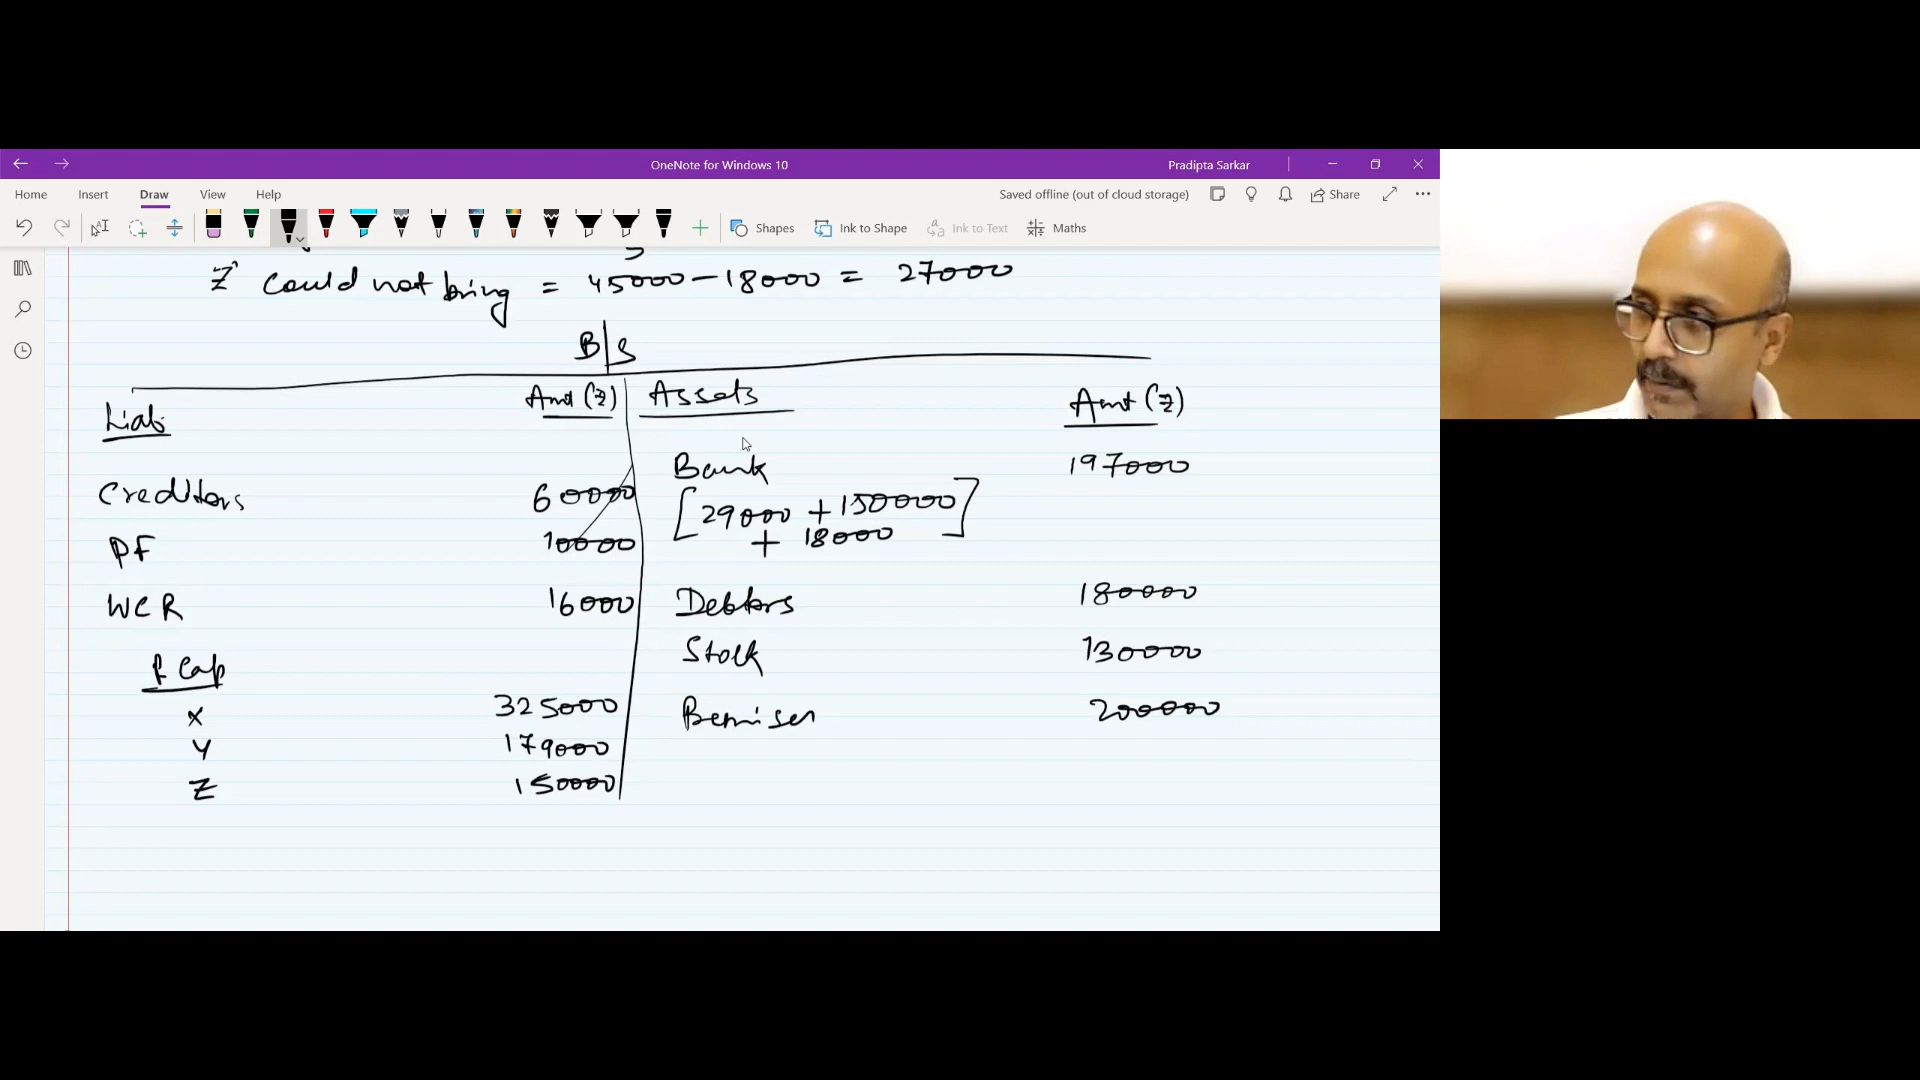 OneNote for Windows 10
Pradipta Sarkar
Home Insert Draw View Help
Saved offline (out of cloud storage)
Share
Shapes
Ink to Shape
Ink to Text
Maths
Z could not bring = 45000 - 18000 = 27000
B/S
Liab Amt (₹) Assets Amt (₹)
Bank 197000
Creditors 60000
[29000 + 150000
+ 18000]
PF 10000
WCR 16000 Debtors 180000
Stock 130000
P Cap
X 325000 Premises 200000
Y 179000
Z 150000